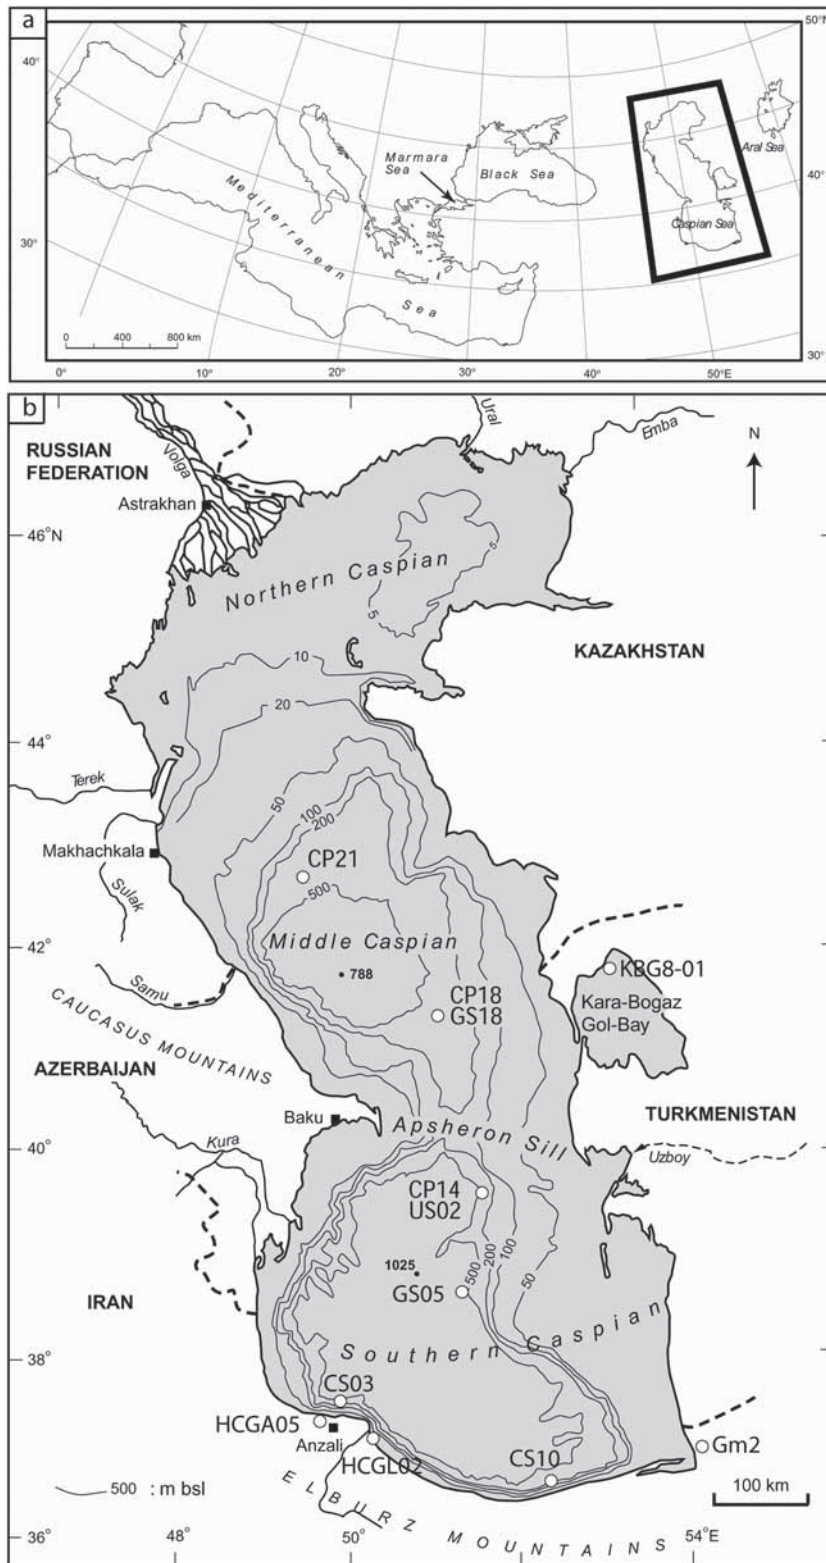 a
50°N
40°
30°
Marmara
Sea
Black Sea
Aral Sea
40°
Caspian Sea
Mediterranean Sea
0 400 800 km
30°
0° 10° 20° 30° 40° 50°E
b
RUSSIAN
FEDERATION
Volga
Ural
Emba
N
Astrakhan
46°N
Northern Caspian
5
5
KAZAKHSTAN
10
20
44°
Terek
50
100
200
Makhachkala
CP21
Sulak
500
42°
Middle Caspian
788
KBG8-01
Samu
CP18
GS18
Kara-Bogaz
Gol-Bay
CAUCASUS MOUNTAINS
AZERBAIJAN
Baku
TURKMENISTAN
Kura
Apsheron Sill
40°
Uzboy
CP14
US02
1025
500
200
100
50
GS05
IRAN
38°
Southern Caspian
CS03
HCGA05
Anzali
HCGL02
CS10
Gm2
500 : m bsl
ELBURZ MOUNTAINS
100 km
36°
48° 50° 54°E